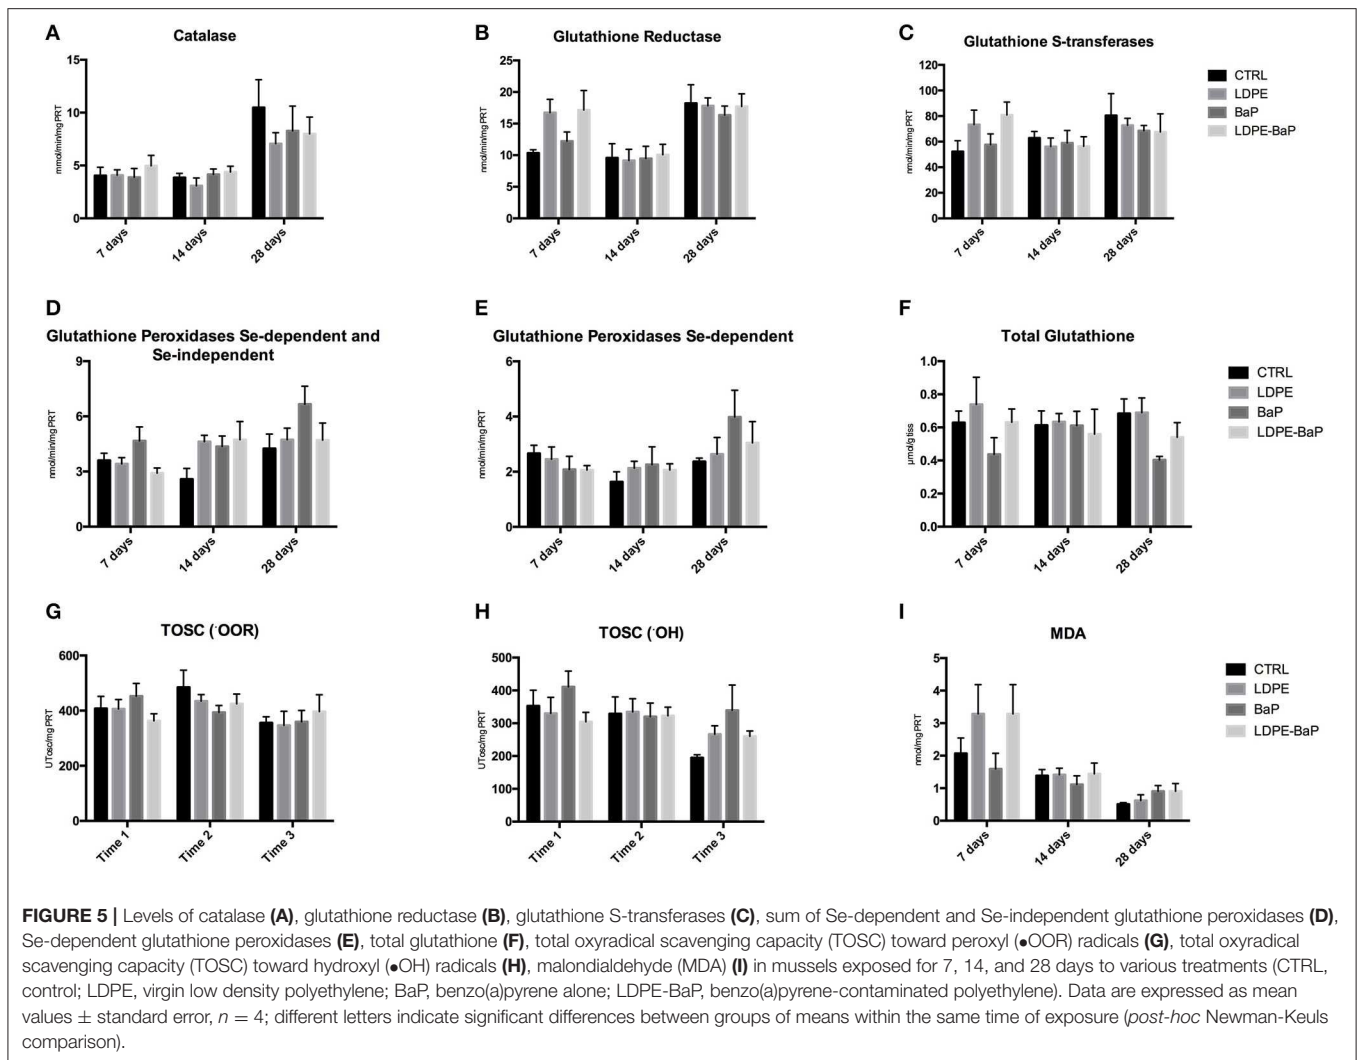 A
Catalase
15
10
5
0
mmol/min/mg PRT
7 days
14 days
28 days
B
Glutathione Reductase
20
15
10
5
0
nmol/min/mg PRT
7 days
14 days
28 days
C
Glutathione S-transferases
120
100
80
60
40
20
0
nmol/min/mg PRT
7 days
14 days
28 days
CTRL
LDPE
BaP
LDPE-BaP
D
Glutathione Peroxidases Se-dependent and
Se-independent
9
6
3
0
nmol/min/mg PRT
7 days
14 days
28 days
E
Glutathione Peroxidases Se-dependent
6
4
2
0
nmol/min/mg PRT
7 days
14 days
28 days
F
Total Glutathione
1.0
0.8
0.6
0.4
0.2
0.0
µmol/g tiss
7 days
14 days
28 days
CTRL
LDPE
BaP
LDPE-BaP
G
TOSC (·OOR)
600
400
200
0
UTosc/mg PRT
Time 1
Time 2
Time 3
H
TOSC (·OH)
500
400
300
200
100
0
UTosc/mg PRT
Time 1
Time 2
Time 3
I
MDA
5
4
3
2
1
0
nmol/mg PRT
7 days
14 days
28 days
CTRL
LDPE
BaP
LDPE-BaP
FIGURE 5 | Levels of catalase (A), glutathione reductase (B), glutathione S-transferases (C), sum of Se-dependent and Se-independent glutathione peroxidases (D),
Se-dependent glutathione peroxidases (E), total glutathione (F), total oxyradical scavenging capacity (TOSC) toward peroxyl (●OOR) radicals (G), total oxyradical
scavenging capacity (TOSC) toward hydroxyl (●OH) radicals (H), malondialdehyde (MDA) (I) in mussels exposed for 7, 14, and 28 days to various treatments (CTRL,
control; LDPE, virgin low density polyethylene; BaP, benzo(a)pyrene alone; LDPE-BaP, benzo(a)pyrene-contaminated polyethylene). Data are expressed as mean
values ± standard error, n = 4; different letters indicate significant differences between groups of means within the same time of exposure (post-hoc Newman-Keuls
comparison).